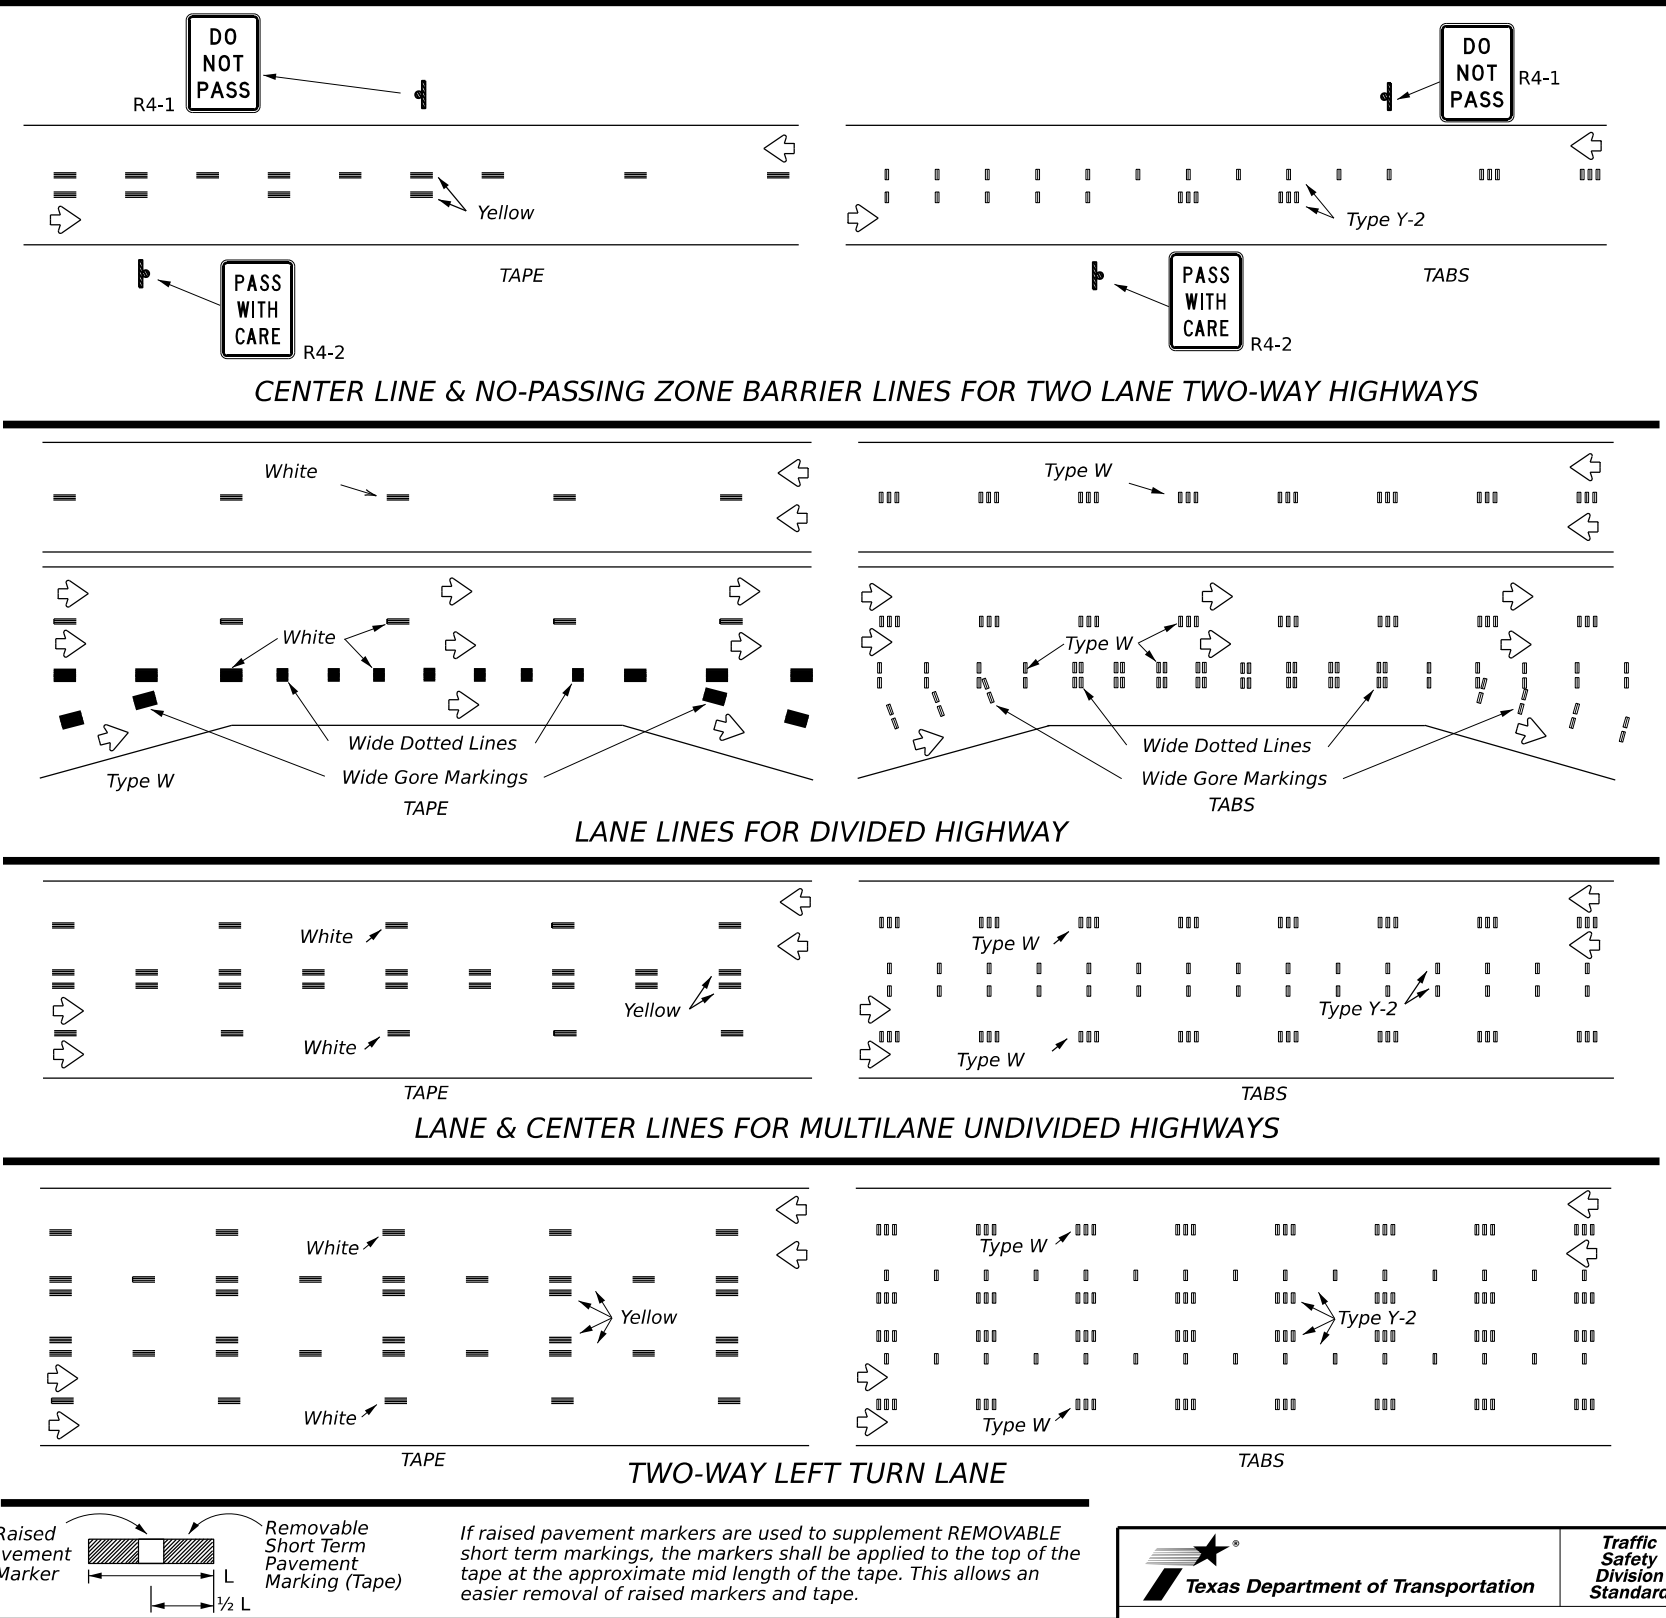 DO
NOT
PASS
R4-1
DO
NOT
PASS
R4-1
Yellow
Type Y-2
PASS
WITH
CARE
R4-2
TAPE
PASS
WITH
CARE
R4-2
TABS
CENTER LINE & NO-PASSING ZONE BARRIER LINES FOR TWO LANE TWO-WAY HIGHWAYS
White
Type W
White
Type W
Wide Dotted Lines
Wide Gore Markings
Type W
TAPE
Wide Dotted Lines
Wide Gore Markings
TABS
LANE LINES FOR DIVIDED HIGHWAY
White
Yellow
White
TAPE
Type W
Type Y-2
Type W
TABS
LANE & CENTER LINES FOR MULTILANE UNDIVIDED HIGHWAYS
White
Yellow
White
TAPE
Type W
Type Y-2
Type W
TABS
TWO-WAY LEFT TURN LANE
Raised
vement
Marker
L
½ L
Removable
Short Term
Pavement
Marking (Tape)
If raised pavement markers are used to supplement REMOVABLE
short term markings, the markers shall be applied to the top of the
tape at the approximate mid length of the tape. This allows an
easier removal of raised markers and tape.
®
Texas Department of Transportation
Traffic
Safety
Division
Standard